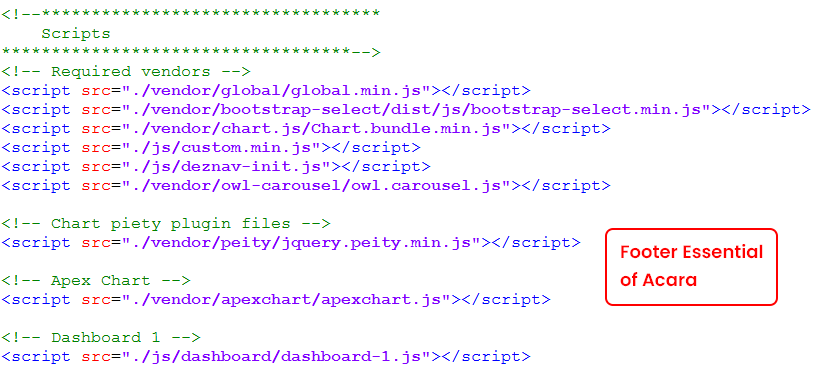 <!--**********************************
    Scripts
***********************************-->
<!-- Required vendors -->
<script src="./vendor/global/global.min.js"></script>
<script src="./vendor/bootstrap-select/dist/js/bootstrap-select.min.js"></script>
<script src="./vendor/chart.js/Chart.bundle.min.js"></script>
<script src="./js/custom.min.js"></script>
<script src="./js/deznav-init.js"></script>
<script src="./vendor/owl-carousel/owl.carousel.js"></script>

<!-- Chart piety plugin files -->
<script src="./vendor/peity/jquery.peity.min.js"></script>

<!-- Apex Chart -->
<script src="./vendor/apexchart/apexchart.js"></script>

<!-- Dashboard 1 -->
<script src="./js/dashboard/dashboard-1.js"></script>

Footer Essential
of Acara